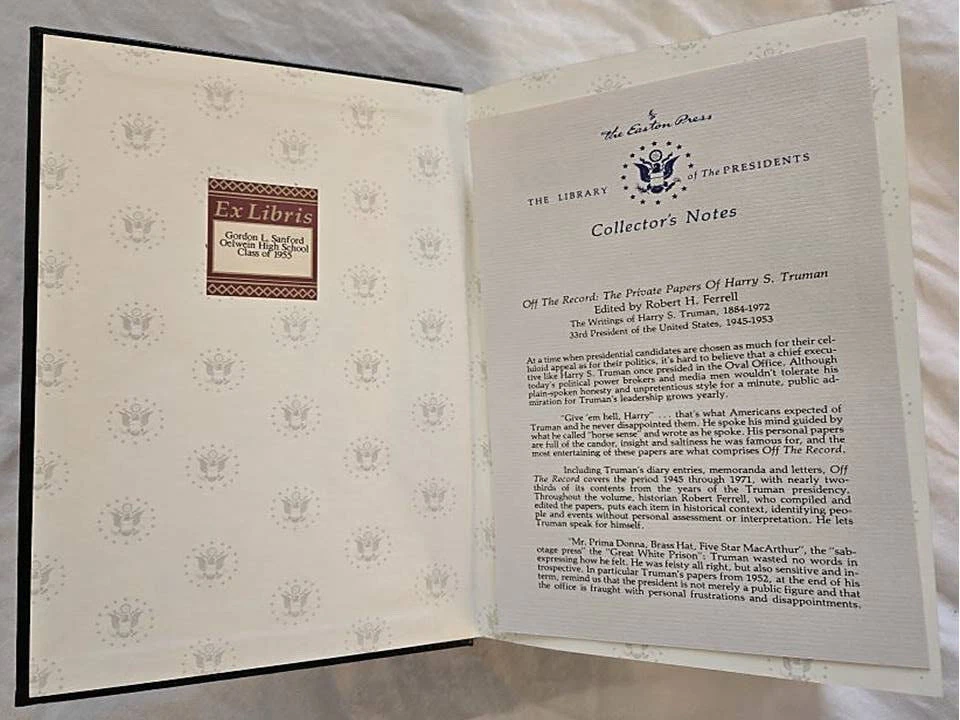 Ex Libris
Gordon L. Sanford
Oelwein High School
Class of 1955
The Easton Press
THE LIBRARY of The PRESIDENTS
Collector's Notes
Off The Record: The Private Papers Of Harry S. Truman
Edited by Robert H. Ferrell
The Writings of Harry S. Truman, 1884-1972
33rd President of the United States, 1945-1953
At a time when presidential candidates are chosen as much for their cel-
luloid appeal as for their politics, it's hard to believe that a chief execu-
tive like Harry S. Truman once presided in the Oval Office. Although
today's political power brokers and media men wouldn't tolerate his
plain-spoken honesty and unpretentious style for a minute, public ad-
miration for Truman's leadership grows yearly.
"Give 'em hell, Harry" . . . that's what Americans expected of
Truman and he never disappointed them. He spoke his mind guided by
what he called "horse sense" and wrote as he spoke. His personal papers
are full of the candor, insight and saltiness he was famous for, and the
most entertaining of these papers are what comprises Off The Record.
Including Truman's diary entries, memoranda and letters, Off
The Record covers the period 1945 through 1971, with nearly two-
thirds of its contents from the years of the Truman presidency.
Throughout the volume, historian Robert Ferrell, who compiled and
edited the papers, puts each item in historical context, identifying peo-
ple and events without personal assessment or interpretation. He lets
Truman speak for himself.
"Mr. Prima Donna, Brass Hat, Five Star MacArthur", the "sab-
otage press" the "Great White Prison"; Truman wasted no words in
expressing how he felt. He was feisty all right, but also sensitive and in-
trospective. In particular Truman's papers from 1952, at the end of his
term, remind us that the president is not merely a public figure and that
the office is fraught with personal frustrations and disappointments.